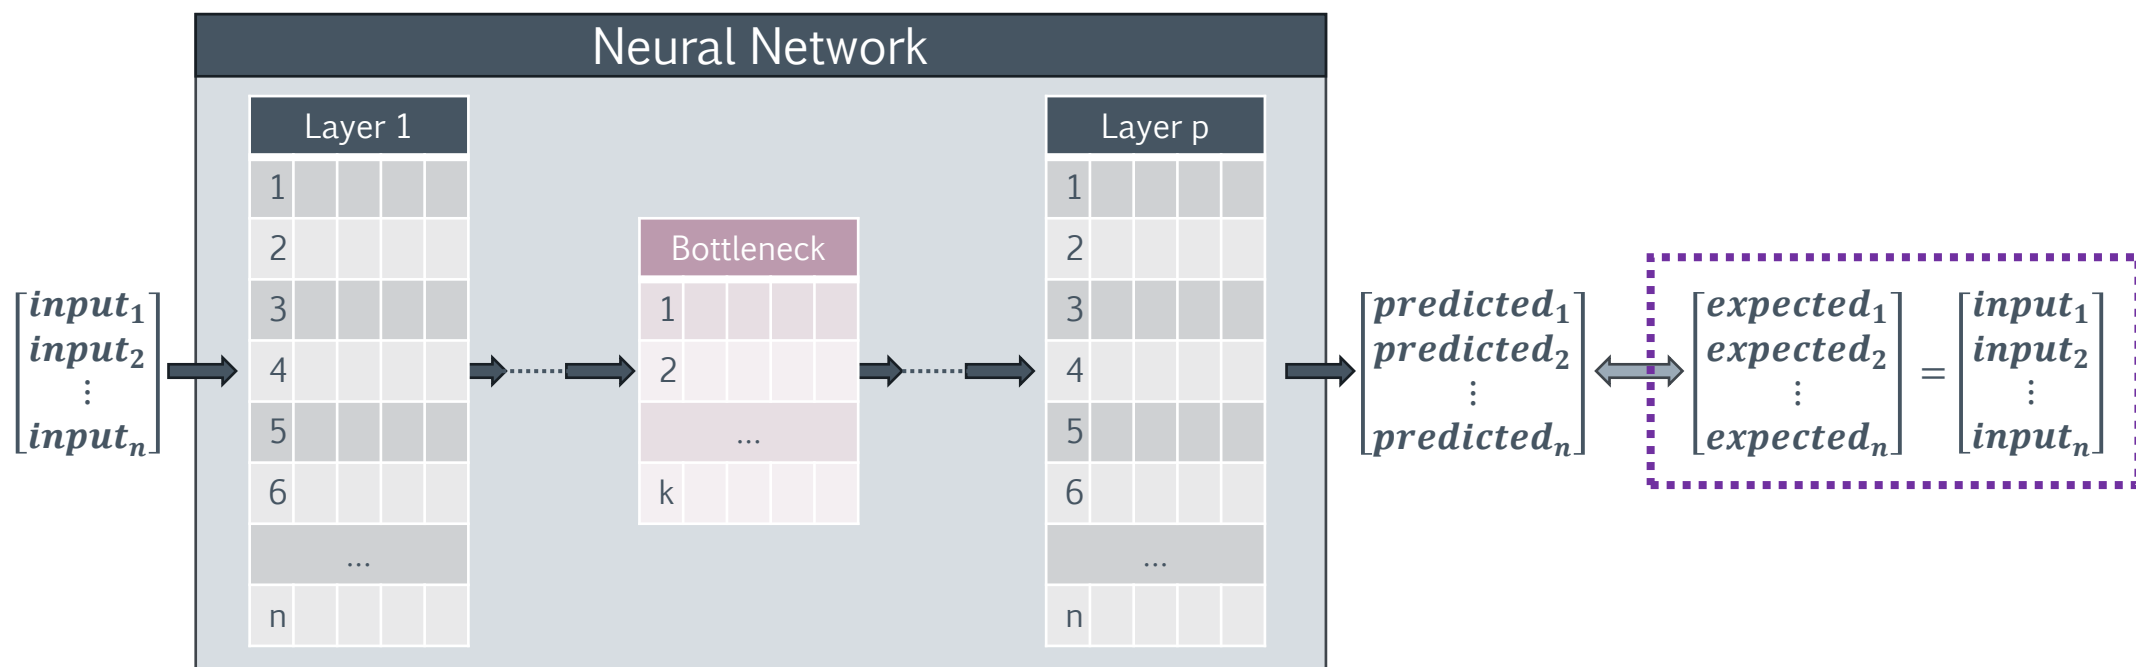 Neural Network
Layer 1
1
2
3
4
5
6
...
n
Bottleneck
1
2
...
k
Layer p
1
2
3
4
5
6
...
n
input₁
input₂
⋮
inputₙ
predicted₁
predicted₂
⋮
predictedₙ
expected₁
expected₂
⋮
expectedₙ
=
input₁
input₂
⋮
inputₙ